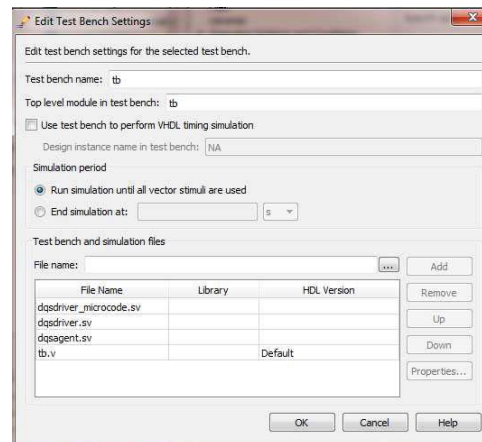 Edit Test Bench Settings
Edit test bench settings for the selected test bench.
Test bench name: tb
Top level module in test bench: tb
Use test bench to perform VHDL timing simulation
Design instance name in test bench: NA
Simulation period
Run simulation until all vector stimuli are used
End simulation at: s
Test bench and simulation files
File name: ... Add
File Name Library HDL Version Remove
dqsdriver_microcode.sv
dqsdriver.sv Up
dqsagent.sv Down
tb.v Default
Properties...
OK Cancel Help